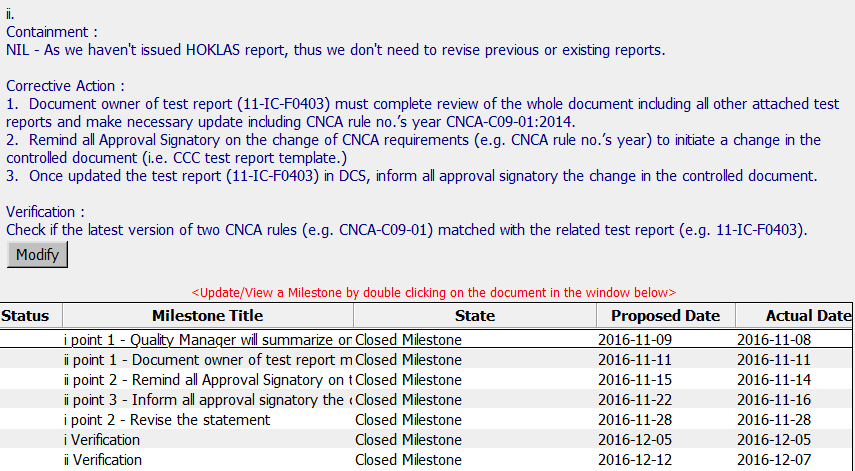 ii.
Containment :
NIL - As we haven't issued HOKLAS report, thus we don't need to revise previous or existing reports.
Corrective Action :
1. Document owner of test report (11-IC-F0403) must complete review of the whole document including all other attached test
reports and make necessary update including CNCA rule no.’s year CNCA-C09-01:2014.
2. Remind all Approval Signatory on the change of CNCA requirements (e.g. CNCA rule no.’s year) to initiate a change in the
controlled document (i.e. CCC test report template.)
3. Once updated the test report (11-IC-F0403) in DCS, inform all approval signatory the change in the controlled document.
Verification :
Check if the latest version of two CNCA rules (e.g. CNCA-C09-01) matched with the related test report (e.g. 11-IC-F0403).
Modify
<Update/View a Milestone by double clicking on the document in the window below>
Status Milestone Title State Proposed Date Actual Date
i point 1 - Quality Manager will summarize or Closed Milestone 2016-11-09 2016-11-08
ii point 1 - Document owner of test report m Closed Milestone 2016-11-11 2016-11-11
ii point 2 - Remind all Approval Signatory on t Closed Milestone 2016-11-15 2016-11-14
ii point 3 - Inform all approval signatory the c Closed Milestone 2016-11-22 2016-11-16
i point 2 - Revise the statement Closed Milestone 2016-11-28 2016-11-28
i Verification Closed Milestone 2016-12-05 2016-12-05
ii Verification Closed Milestone 2016-12-12 2016-12-07